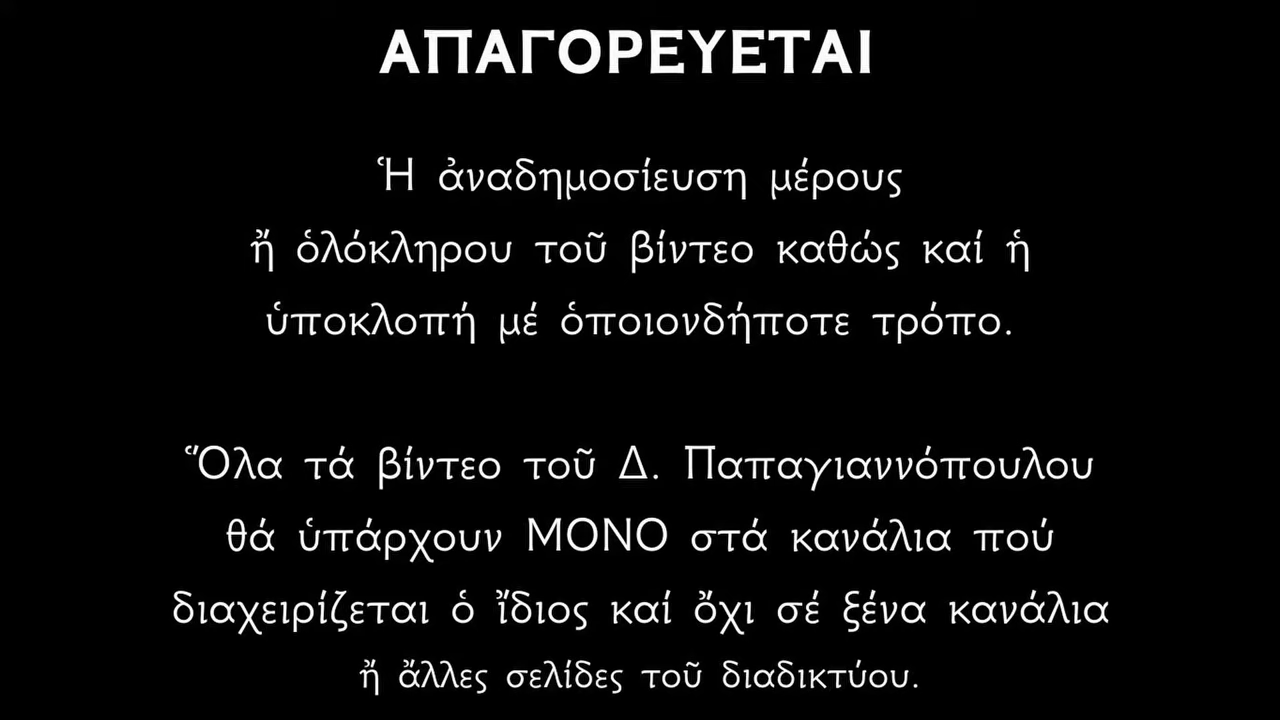 ΑΠΑΓΟΡΕΥΕΤΑΙ
Ἡ ἀναδημοσίευση μέρους
ἤ ὁλόκληρου τοῦ βίντεο καθώς καί ἡ
ὑποκλοπή μέ ὁποιονδήποτε τρόπο.
Ὅλα τά βίντεο τοῦ Δ. Παπαγιαννόπουλου
θά ὑπάρχουν ΜΟΝΟ στά κανάλια πού
διαχειρίζεται ὁ ἴδιος καί ὄχι σέ ξένα κανάλια
ἤ ἄλλες σελίδες τοῦ διαδικτύου.